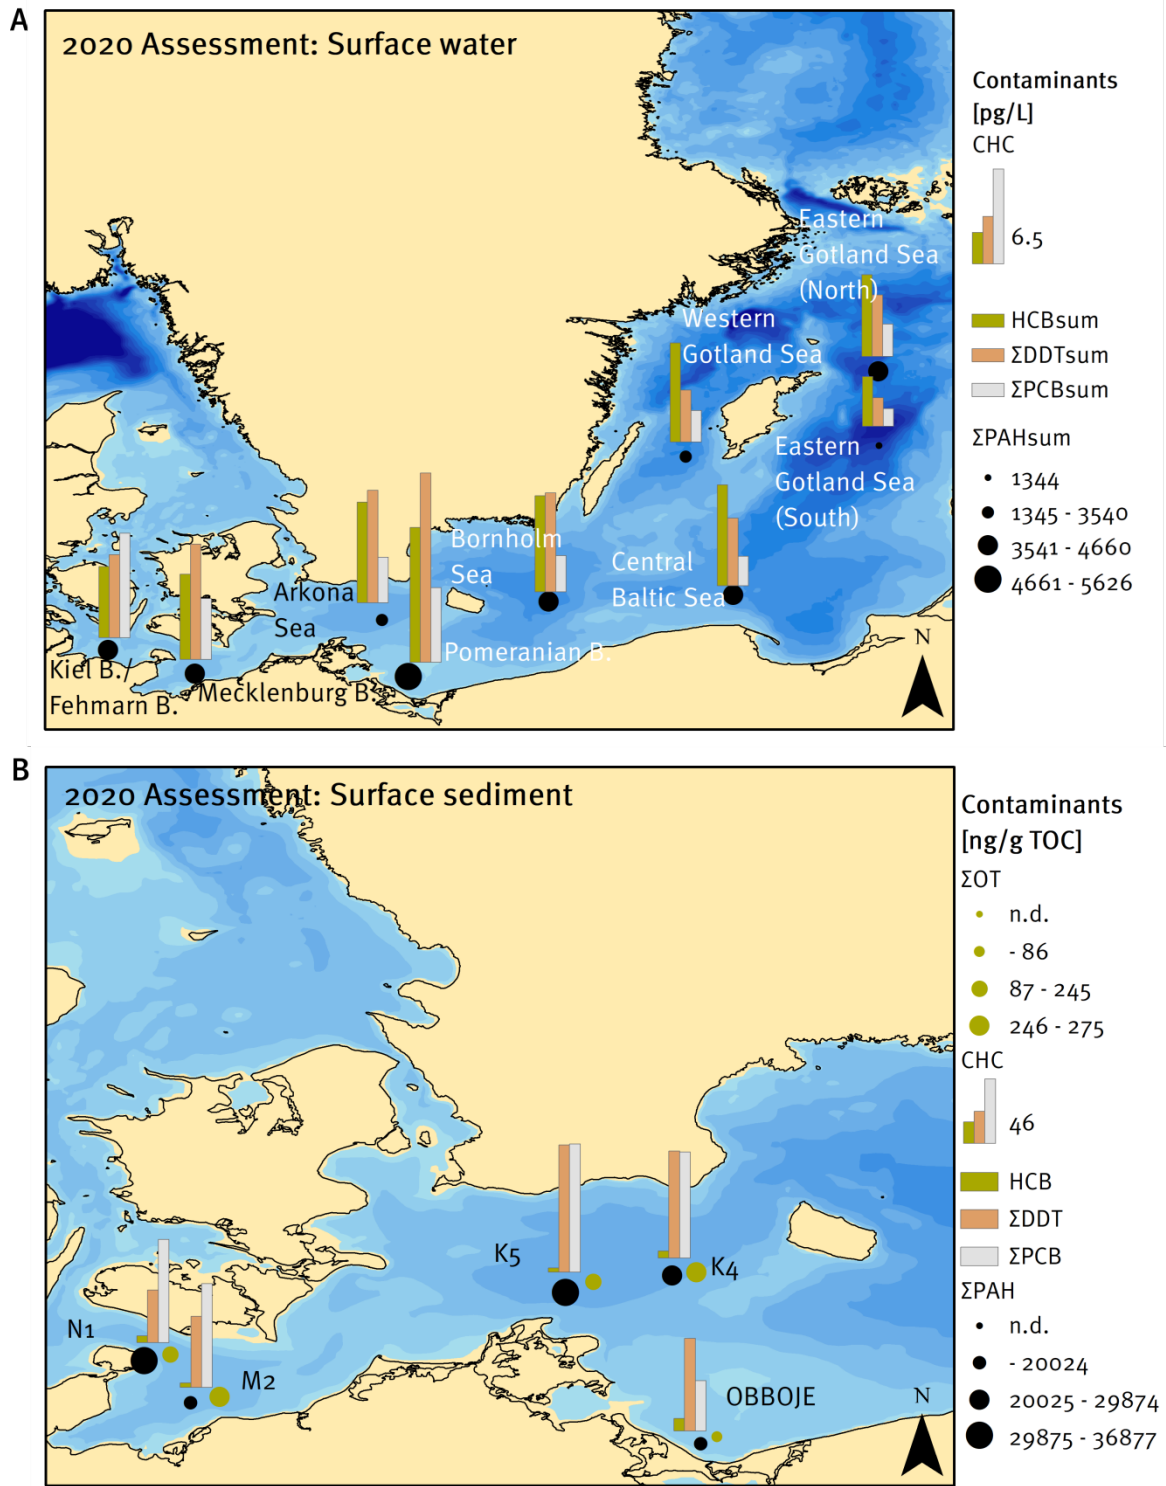 A
2020 Assessment: Surface water
Contaminants
[pg/L]
CHC
6.5
HCBsum
ΣDDTsum
ΣPCBsum
ΣPAHsum
1344
1345 - 3540
3541 - 4660
4661 - 5626
Eastern
Gotland Sea
(North)
Western
Gotland Sea
Eastern
Gotland Sea
(South)
Bornholm
Sea
Central
Baltic Sea
Arkona
Sea
Pomeranian B.
Kiel B./
Fehmarn B.
Mecklenburg B.
N
B
2020 Assessment: Surface sediment
Contaminants
[ng/g TOC]
ΣOT
n.d.
- 86
87 - 245
246 - 275
CHC
46
HCB
ΣDDT
ΣPCB
ΣPAH
n.d.
- 20024
20025 - 29874
29875 - 36877
K5
K4
N1
M2
OBBOJE
N